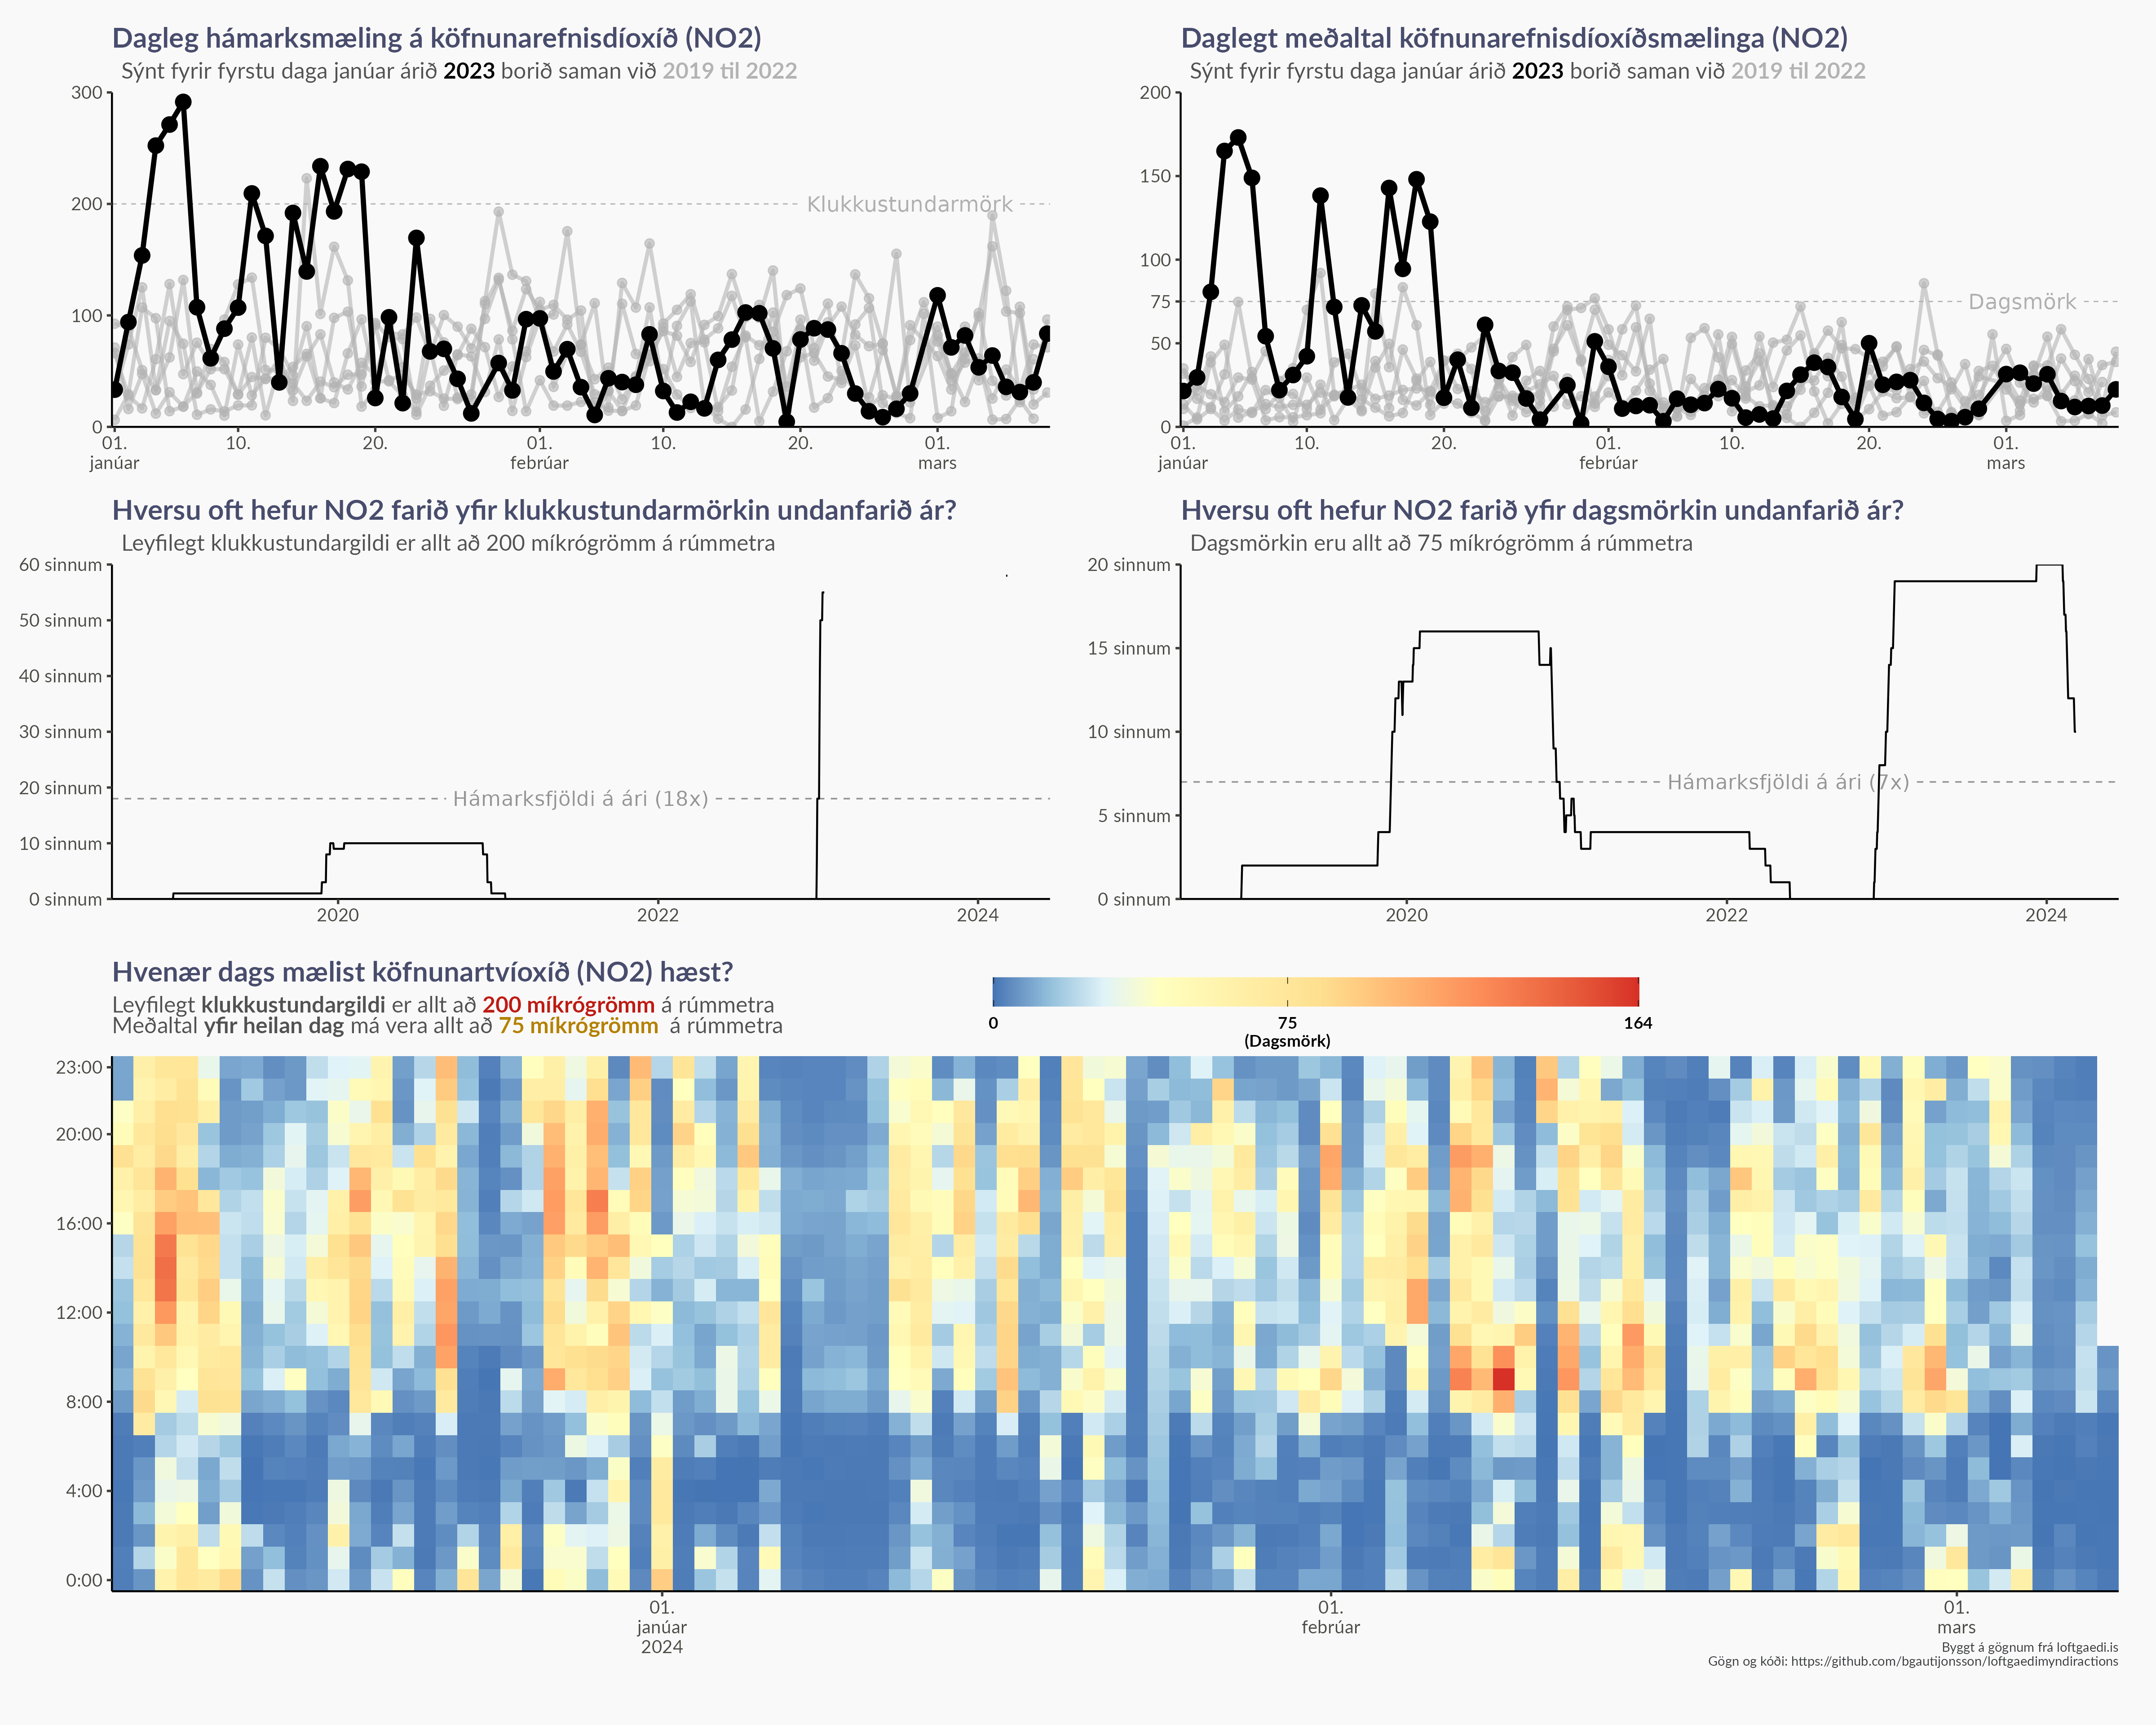 Dagleg hámarksmæling á köfnunarefnisdíoxíð (NO2)
Sýnt fyrir fyrstu daga janúar árið 2023 borið saman við 2019 til 2022
300
200
100
0
Klukkustundarmörk
01. 10. 20. 01. 10. 20. 01.
janúar febrúar mars
Daglegt meðaltal köfnunarefnisdíoxíðsmælinga (NO2)
Sýnt fyrir fyrstu daga janúar árið 2023 borið saman við 2019 til 2022
200
150
100
75
50
0
Dagsmörk
01. 10. 20. 01. 10. 20. 01.
janúar febrúar mars
Hversu oft hefur NO2 farið yfir klukkustundarmörkin undanfarið ár?
Leyfilegt klukkustundargildi er allt að 200 míkrógrömm á rúmmetra
60 sinnum
50 sinnum
40 sinnum
30 sinnum
20 sinnum
10 sinnum
0 sinnum
Hámarksfjöldi á ári (18x)
2020 2022 2024
Hversu oft hefur NO2 farið yfir dagsmörkin undanfarið ár?
Dagsmörkin eru allt að 75 míkrógrömm á rúmmetra
20 sinnum
15 sinnum
10 sinnum
5 sinnum
0 sinnum
Hámarksfjöldi á ári (7x)
2020 2022 2024
Hvenær dags mælist köfnunartvíoxíð (NO2) hæst?
Leyfilegt klukkustundargildi er allt að 200 míkrógrömm á rúmmetra
Meðaltal yfir heilan dag má vera allt að 75 míkrógrömm á rúmmetra
0 75 164
(Dagsmörk)
23:00
20:00
16:00
12:00
8:00
4:00
0:00
01. 01. 01.
janúar febrúar mars
2024
Byggt á gögnum frá loftgaedi.is
Gögn og kóði: https://github.com/bgautijonsson/loftgaedimyndiractions